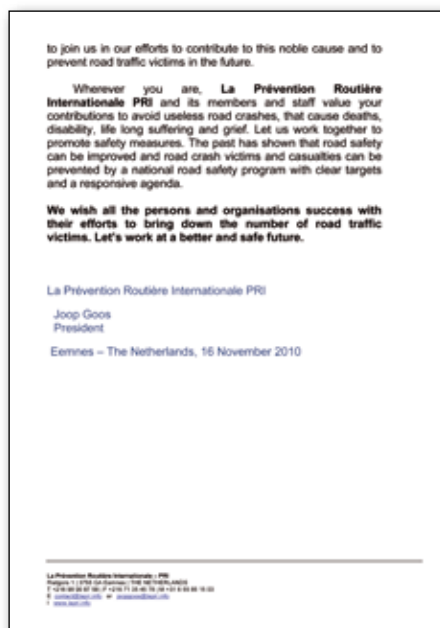 to join us in our efforts to contribute to this noble cause and to
prevent road traffic victims in the future.
Wherever you are, La Prévention Routière
Internationale PRI and its members and staff value your
contributions to avoid useless road crashes, that cause deaths,
disability, life long suffering and grief. Let us work together to
promote safety measures. The past has shown that road safety
can be improved and road crash victims and casualties can be
prevented by a national road safety program with clear targets
and a responsive agenda.
We wish all the persons and organisations success with
their efforts to bring down the number of road traffic
victims. Let's work at a better and safe future.
La Prévention Routière Internationale PRI
Joop Goos
President
Eemnes – The Netherlands, 16 November 2010
La Prévention Routière Internationale – PRI
THE NETHERLANDS